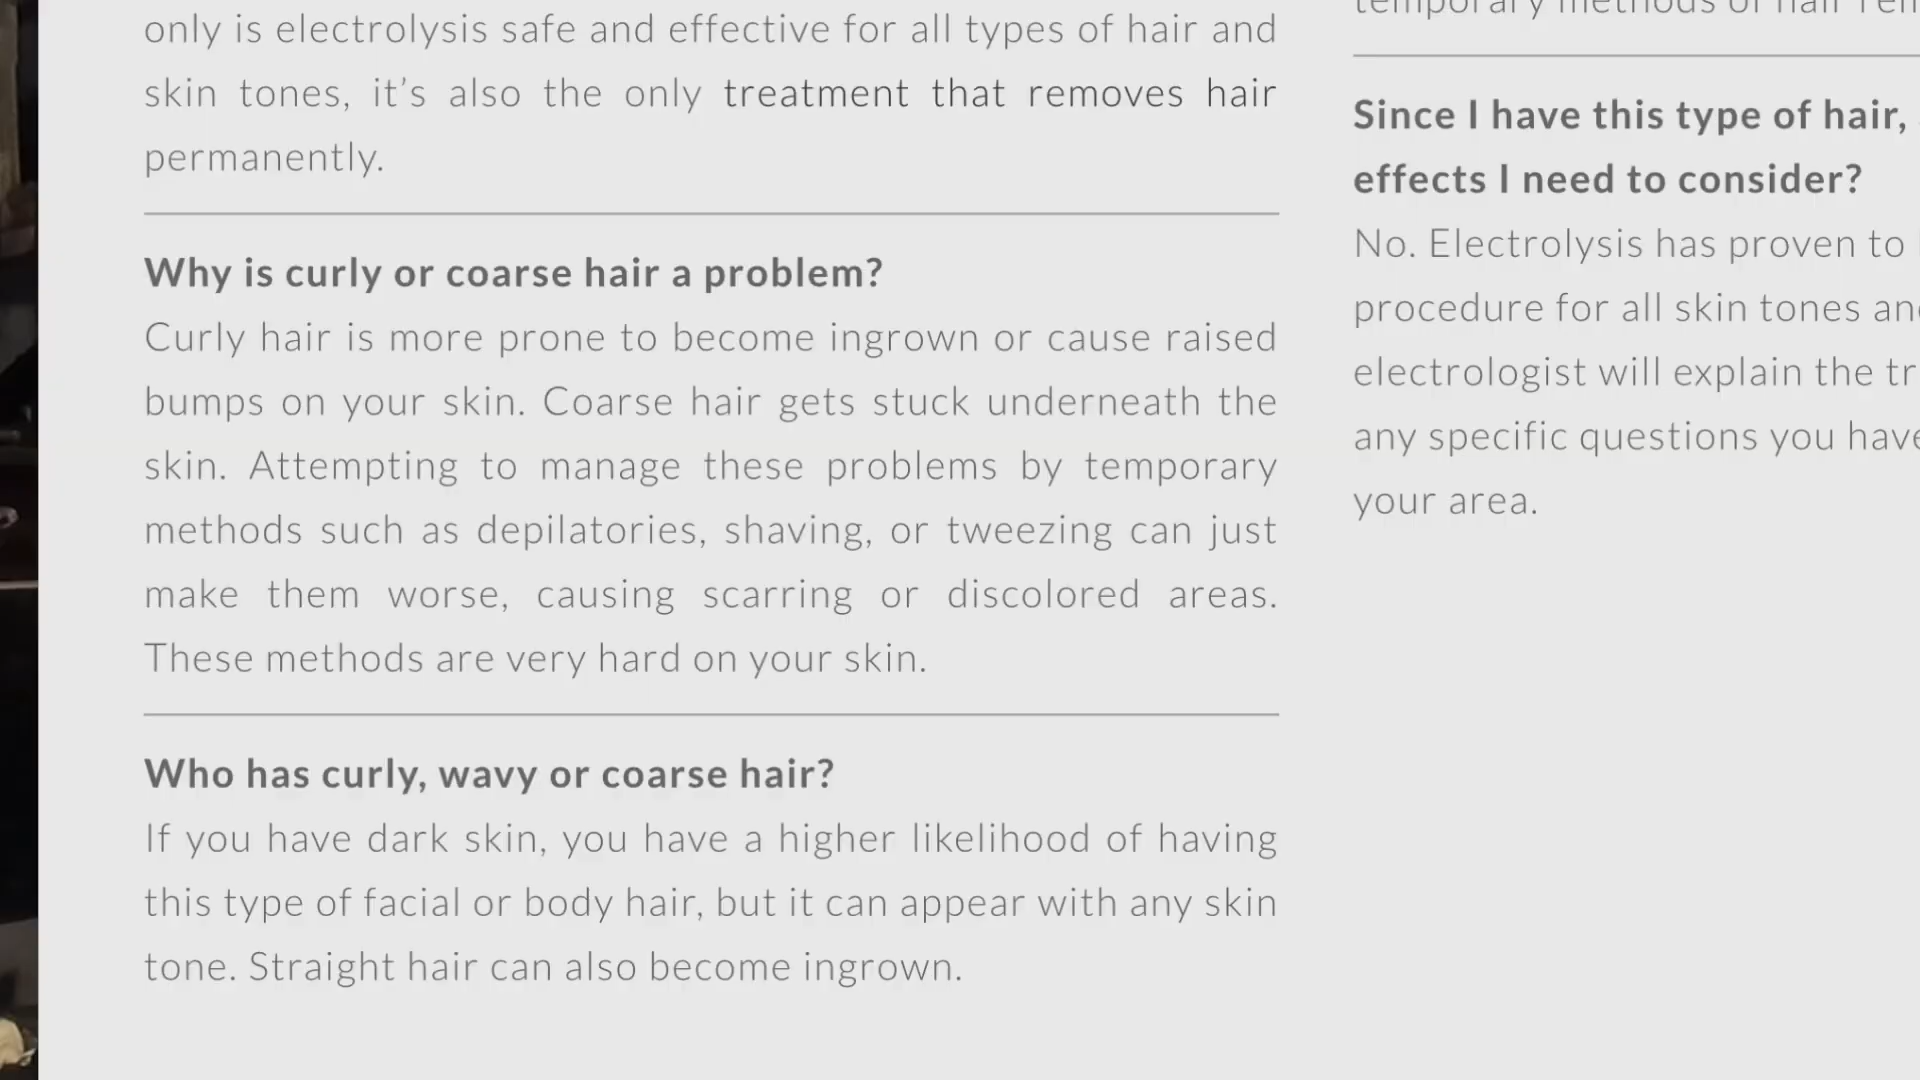 only is electrolysis safe and effective for all types of hair and
skin tones, it’s also the only treatment that removes hair
permanently.
Why is curly or coarse hair a problem?
Curly hair is more prone to become ingrown or cause raised
bumps on your skin. Coarse hair gets stuck underneath the
skin. Attempting to manage these problems by temporary
methods such as depilatories, shaving, or tweezing can just
make them worse, causing scarring or discolored areas.
These methods are very hard on your skin.
Who has curly, wavy or coarse hair?
If you have dark skin, you have a higher likelihood of having
this type of facial or body hair, but it can appear with any skin
tone. Straight hair can also become ingrown.
temporary methods of hair
Since I have this type of hair,
effects I need to consider?
No. Electrolysis has proven to
procedure for all skin tones
electrologist will explain the
any specific questions you have
your area.